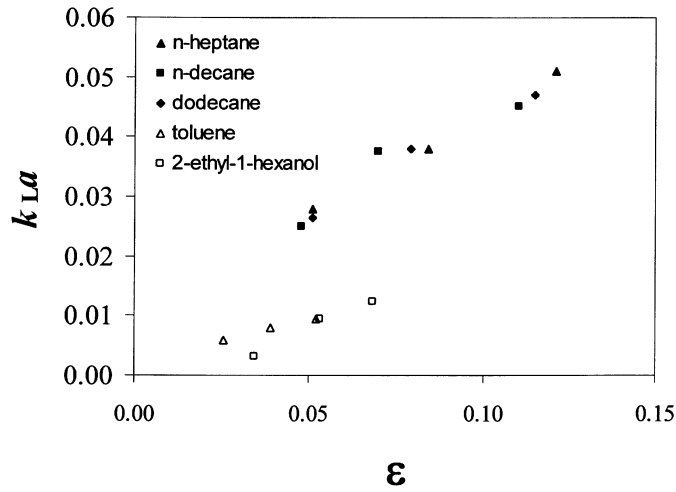 0.06
0.05
0.04
0.03
0.02
0.01
0.00
k L a
n-heptane
n-decane
dodecane
toluene
2-ethyl-1-hexanol
0.00 0.05 0.10 0.15
ε